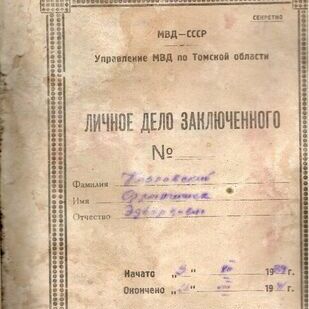 СЕКРЕТНО
МВД—СССР
Управление МВД по Томской области
ЛИЧНОЕ ДЕЛО ЗАКЛЮЧЕННОГО
№
Фамилия
Имя
Отчество
Начато „ “ 19 г.
Окончено „ “ 19 г.